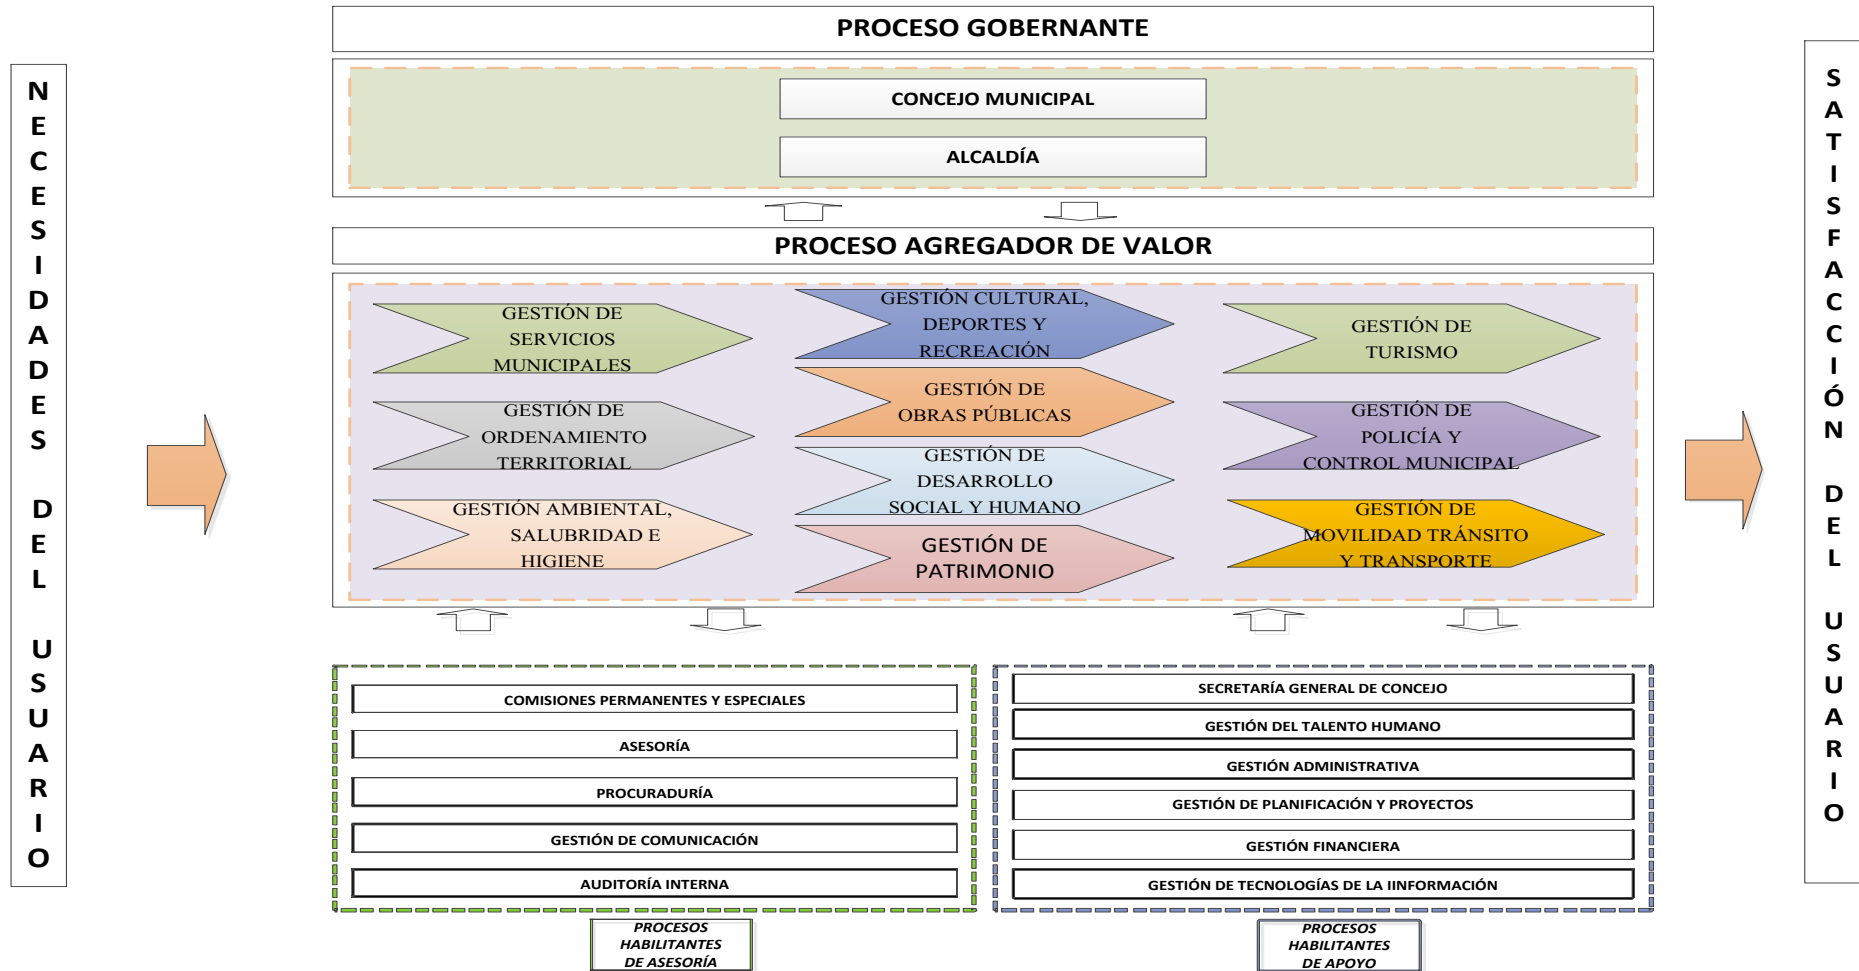 NECESIDADES DEL USUARIO
PROCESO GOBERNANTE
CONCEJO MUNICIPAL
ALCALDÍA
PROCESO AGREGADOR DE VALOR
GESTIÓN DE
SERVICIOS
MUNICIPALES
GESTIÓN DE
ORDENAMIENTO
TERRITORIAL
GESTIÓN AMBIENTAL,
SALUBRIDAD E
HIGIENE
GESTIÓN CULTURAL,
DEPORTES Y
RECREACIÓN
GESTIÓN DE
OBRAS PÚBLICAS
GESTIÓN DE
DESARROLLO
SOCIAL Y HUMANO
GESTIÓN DE
PATRIMONIO
GESTIÓN DE
TURISMO
GESTIÓN DE
POLICÍA Y
CONTROL MUNICIPAL
GESTIÓN DE
MOVILIDAD TRÁNSITO
Y TRANSPORTE
COMISIONES PERMANENTES Y ESPECIALES
ASESORÍA
PROCURADURÍA
GESTIÓN DE COMUNICACIÓN
AUDITORÍA INTERNA
PROCESOS
HABILITANTES
DE ASESORÍA
SECRETARÍA GENERAL DE CONCEJO
GESTIÓN DEL TALENTO HUMANO
GESTIÓN ADMINISTRATIVA
GESTIÓN DE PLANIFICACIÓN Y PROYECTOS
GESTIÓN FINANCIERA
GESTIÓN DE TECNOLOGÍAS DE LA IINFORMACIÓN
PROCESOS
HABILITANTES
DE APOYO
SATISFACCIÓN DEL USUARIO